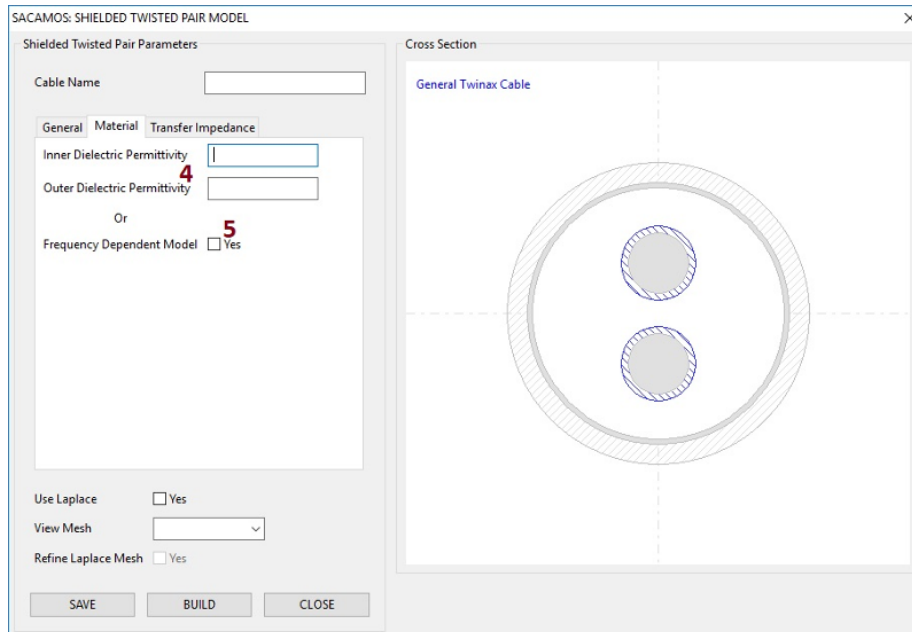 SACAMOS: SHIELDED TWISTED PAIR MODEL
Shielded Twisted Pair Parameters
Cable Name
General Material Transfer Impedance
Inner Dielectric Permittivity
4
Outer Dielectric Permittivity
Or
5
Frequency Dependent Model Yes
Use Laplace Yes
View Mesh
Refine Laplace Mesh Yes
SAVE BUILD CLOSE
Cross Section
General Twinax Cable